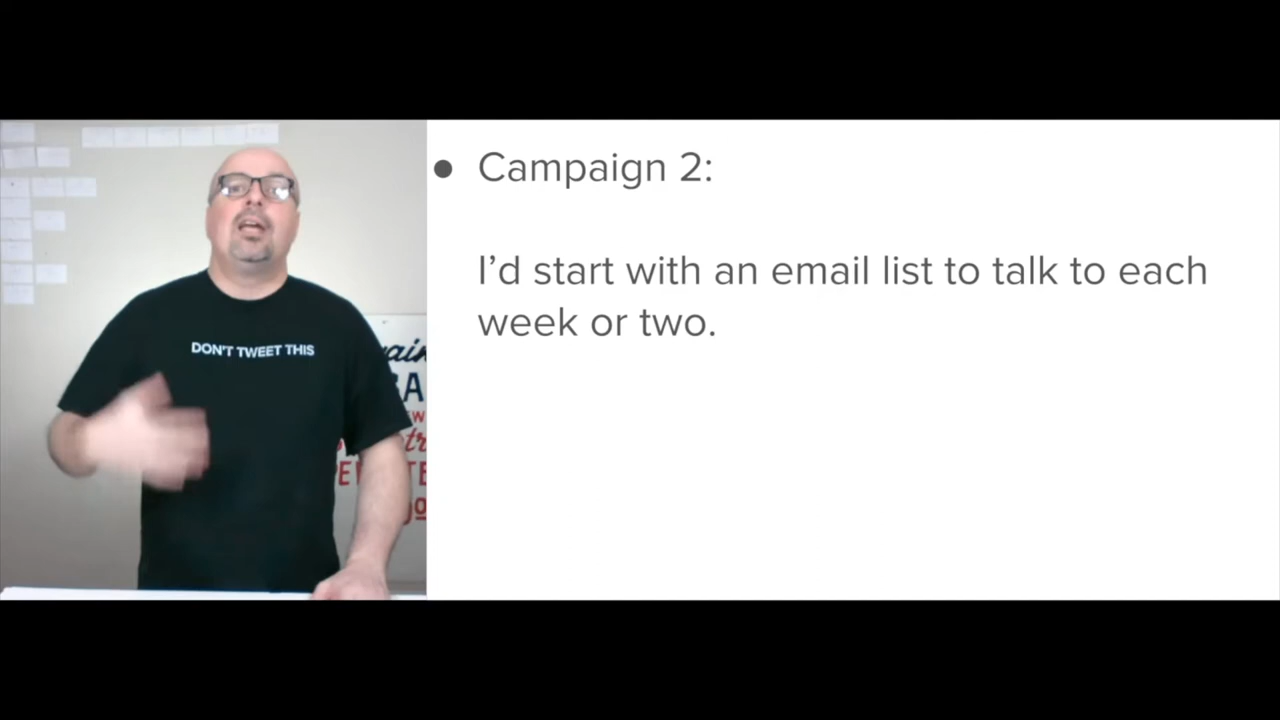 Campaign 2:
I’d start with an email list to talk to each
week or two.
DON'T TWEET THIS